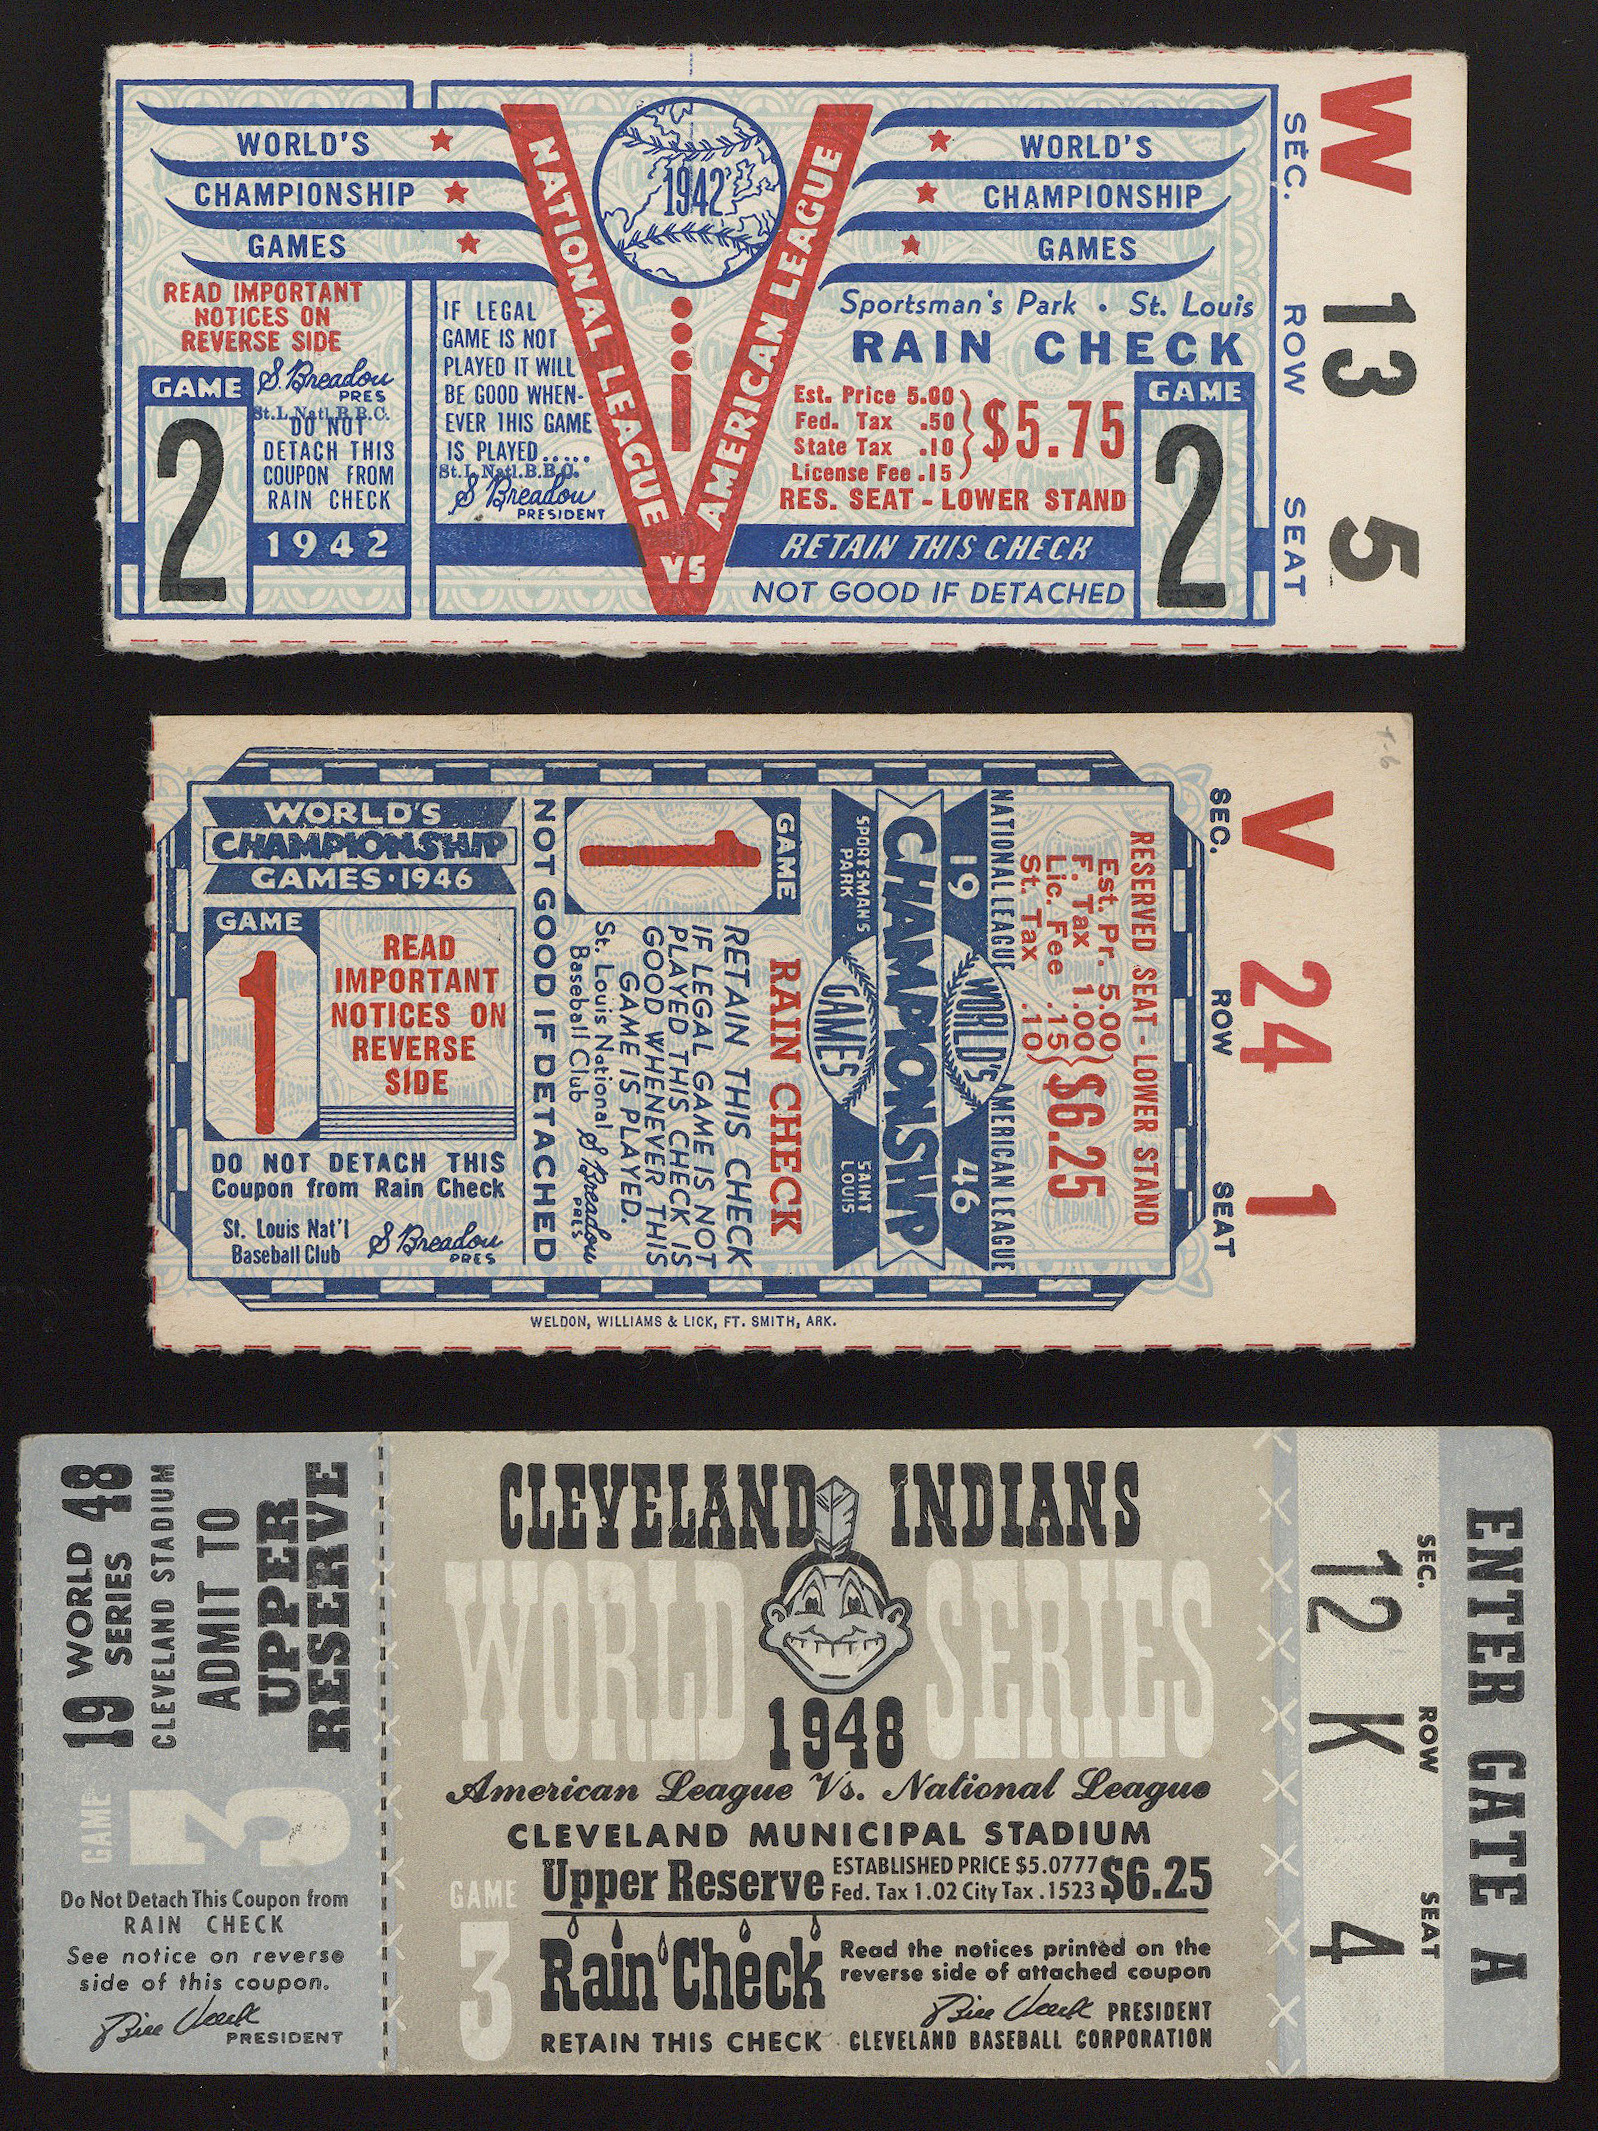 WORLD'S
CHAMPIONSHIP
GAMES
READ IMPORTANT
NOTICES ON
REVERSE SIDE
S. Breadon
PRES
St.L.Natl.B.B.C.
GAME
2
DO NOT
DETACH THIS
COUPON FROM
RAIN CHECK
1942
IF LEGAL
GAME IS NOT
PLAYED IT WILL
BE GOOD WHEN-
EVER THIS GAME
IS PLAYED.....
St.L.Natl.B.B.C.
S Breadon
PRESIDENT
NATIONAL LEAGUE
VS
AMERICAN LEAGUE
1942
WORLD'S
CHAMPIONSHIP
GAMES
Sportsman's Park • St. Louis
RAIN CHECK
Est. Price 5.00
Fed. Tax .50
State Tax .10
License Fee .15
$5.75
RES. SEAT - LOWER STAND
GAME
2
RETAIN THIS CHECK
NOT GOOD IF DETACHED
SEC. W
ROW 13
SEAT 5
WORLD'S
CHAMPIONSHIP
GAMES • 1946
GAME
1
READ
IMPORTANT
NOTICES ON
REVERSE
SIDE
DO NOT DETACH THIS
Coupon from Rain Check
St. Louis Nat'l
Baseball Club
S Breadon
PRES
NOT GOOD IF DETACHED
RESERVED SEAT - LOWER STAND
Est. Pr. 5.00
F. Tax 1.00
Lic. Fee .15
St. Tax .10
$6.25
NATIONAL LEAGUE AMERICAN LEAGUE
19 WORLD'S 46
CHAMPIONSHIP
SPORTSMAN'S
PARK
GAMES
SAINT
LOUIS
GAME
1
RAIN CHECK
RETAIN THIS CHECK
IF LEGAL GAME IS NOT
PLAYED THIS CHECK IS
GOOD WHENEVER THIS
GAME IS PLAYED.
St. Louis National
Baseball Club
S Breadon
PRES
SEC. V
ROW 24
SEAT 1
4-6
WELDON, WILLIAMS & LICK, FT. SMITH, ARK.
19 WORLD 48
SERIES
CLEVELAND STADIUM
ADMIT TO
UPPER
RESERVE
GAME
3
Do Not Detach This Coupon from
RAIN CHECK
See notice on reverse
side of this coupon.
Bill Veeck
PRESIDENT
CLEVELAND INDIANS
WORLD SERIES
1948
American League Vs. National League
CLEVELAND MUNICIPAL STADIUM
Upper Reserve
ESTABLISHED PRICE $5.0777
Fed. Tax 1.02 City Tax .1523
$6.25
GAME
3
Rain Check
Read the notices printed on the
reverse side of attached coupon
Bill Veeck PRESIDENT
RETAIN THIS CHECK CLEVELAND BASEBALL CORPORATION
SEC. 12
ROW K
SEAT 4
ENTER GATE A